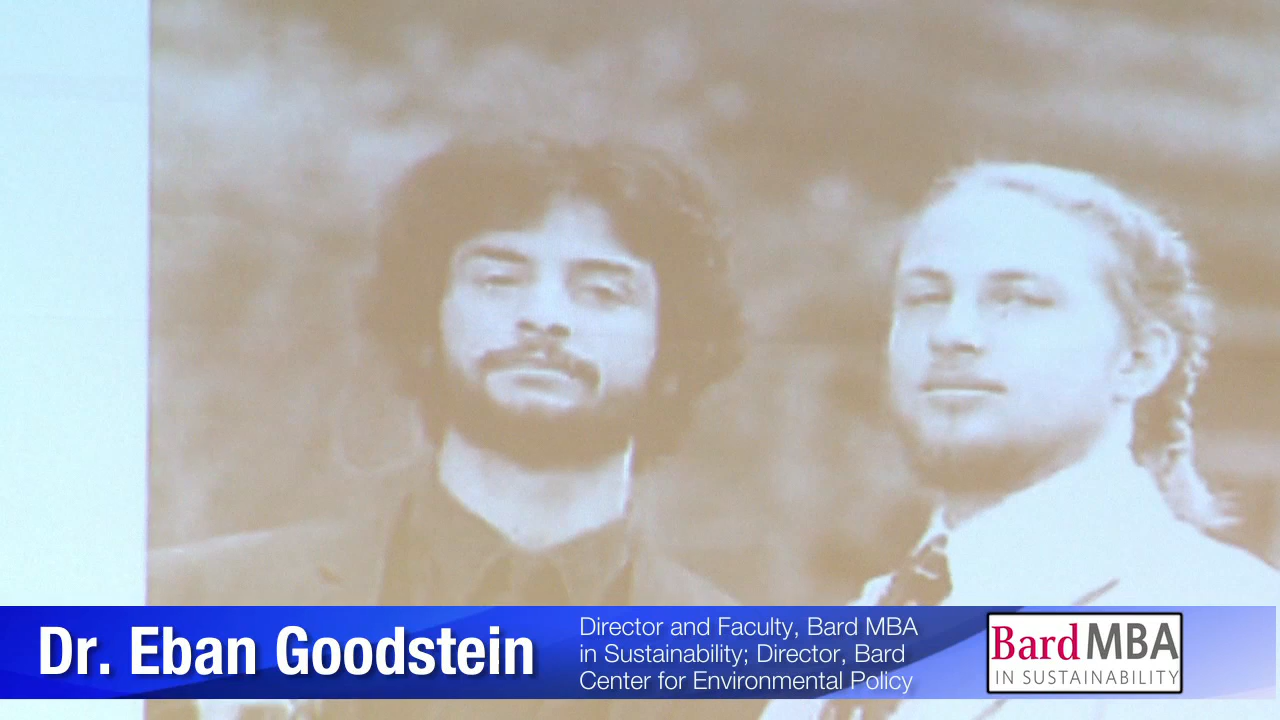 Dr. Eban Goodstein
Director and Faculty, Bard MBA
in Sustainability; Director, Bard
Center for Environmental Policy
Bard MBA
IN SUSTAINABILITY